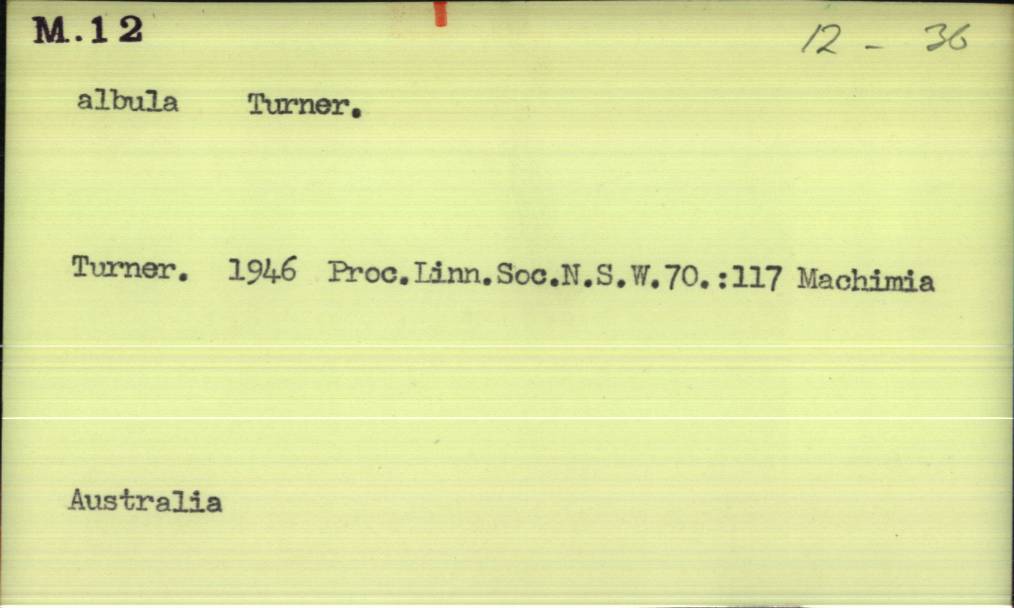 M.12
12 - 36
albula Turner.
Turner. 1946 Proc.Linn.Soc.N.S.W.70.:117 Machimia
Australia